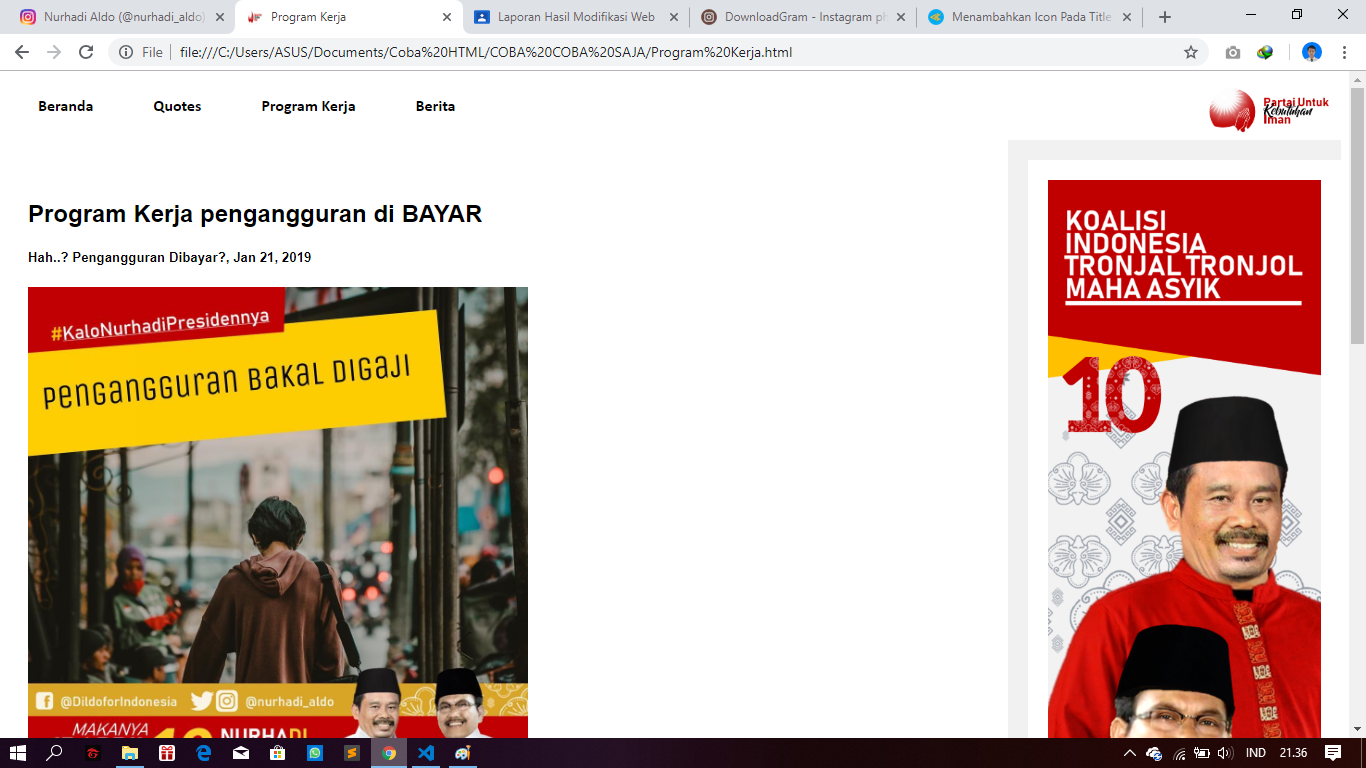 Nurhadi Aldo (@nurhadi_aldo)
Program Kerja
Laporan Hasil Modifikasi Web
DownloadGram - Instagram ph
Menambahkan Icon Pada Title
File
file:///C:/Users/ASUS/Documents/Coba%20HTML/COBA%20COBA%20SAJA/Program%20Kerja.html
Beranda Quotes Program Kerja Berita
Partai Untuk
Kebutuhan
Iman
Program Kerja pengangguran di BAYAR
Hah..? Pengangguran Dibayar?, Jan 21, 2019
#KaloNurhadiPresidennya
Pengangguran Bakal Digaji
@DildoforIndonesia @nurhadi_aldo
MAKANYA
10 NURHADI
KOALISI
INDONESIA
TRONJAL TRONJOL
MAHA ASYIK
10
IND 21.36